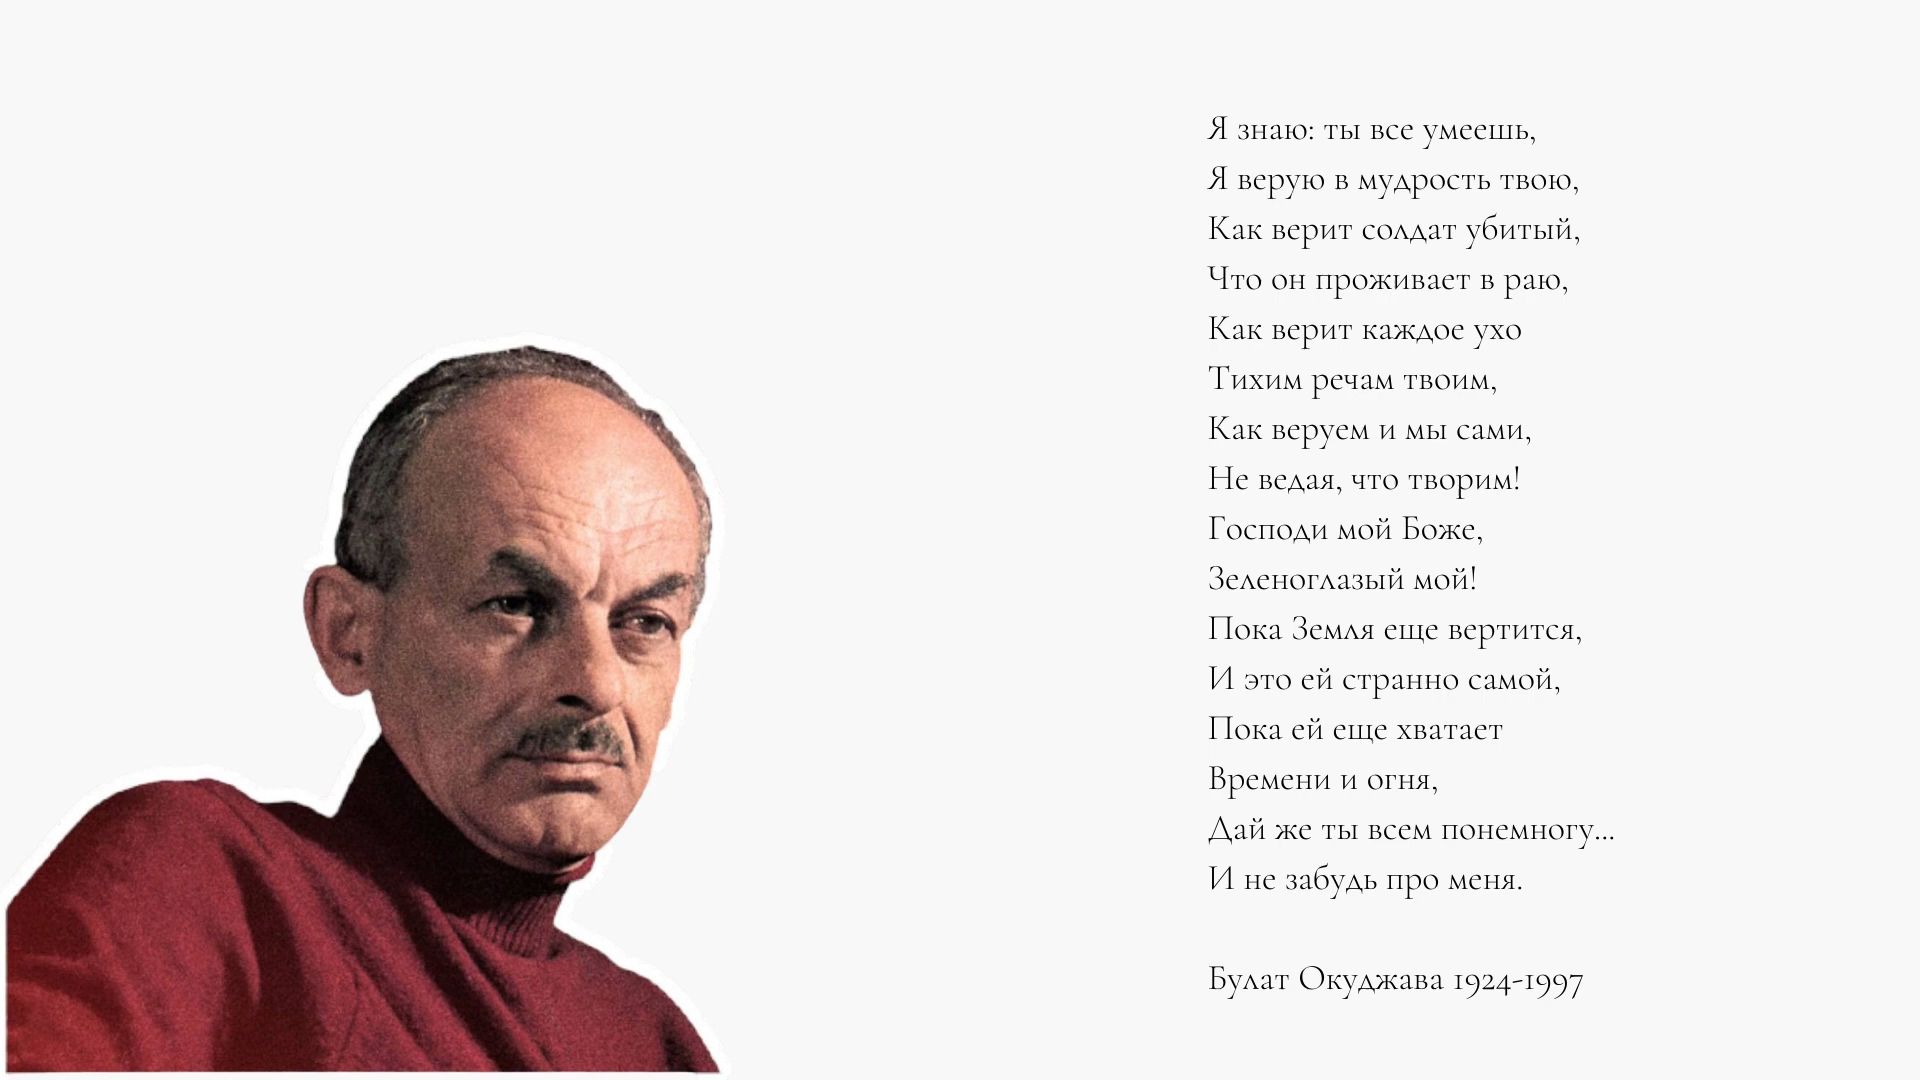 Я знаю: ты все умеешь,
Я верую в мудрость твою,
Как верит солдат убитый,
Что он проживает в раю,
Как верит каждое ухо
Тихим речам твоим,
Как веруем и мы сами,
Не ведая, что творим!
Господи мой Боже,
Зеленоглазый мой!
Пока Земля еще вертится,
И это ей странно самой,
Пока ей еще хватает
Времени и огня,
Дай же ты всем понемногу...
И не забудь про меня.
Булат Окуджава 1924-1997